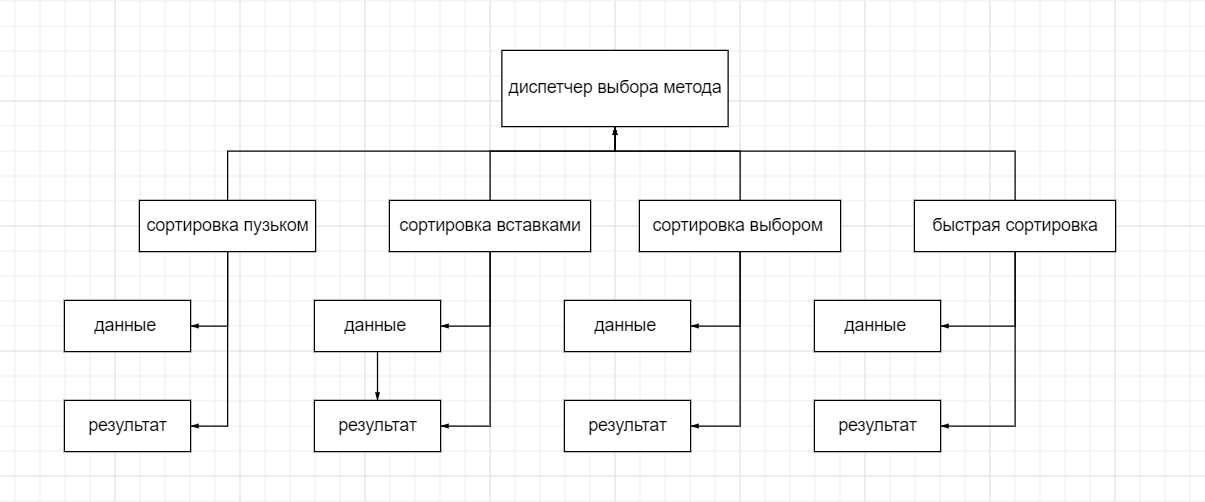 диспетчер выбора метода
сортировка пузьком
сортировка вставками
сортировка выбором
быстрая сортировка
данные
данные
данные
данные
результат
результат
результат
результат